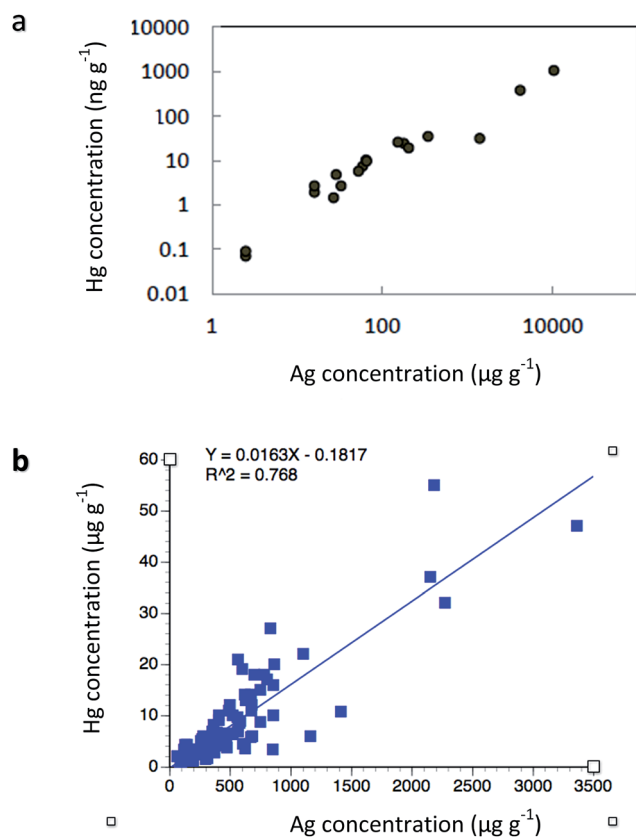 a
Hg concentration (ng g⁻¹)
10000
1000
100
10
1
0.1
0.01
1 100 10000
Ag concentration (µg g⁻¹)
b
Hg concentration (µg g⁻¹)
Y = 0.0163X - 0.1817
R^2 = 0.768
60
50
40
30
20
10
0
0 500 1000 1500 2000 2500 3000 3500
Ag concentration (µg g⁻¹)